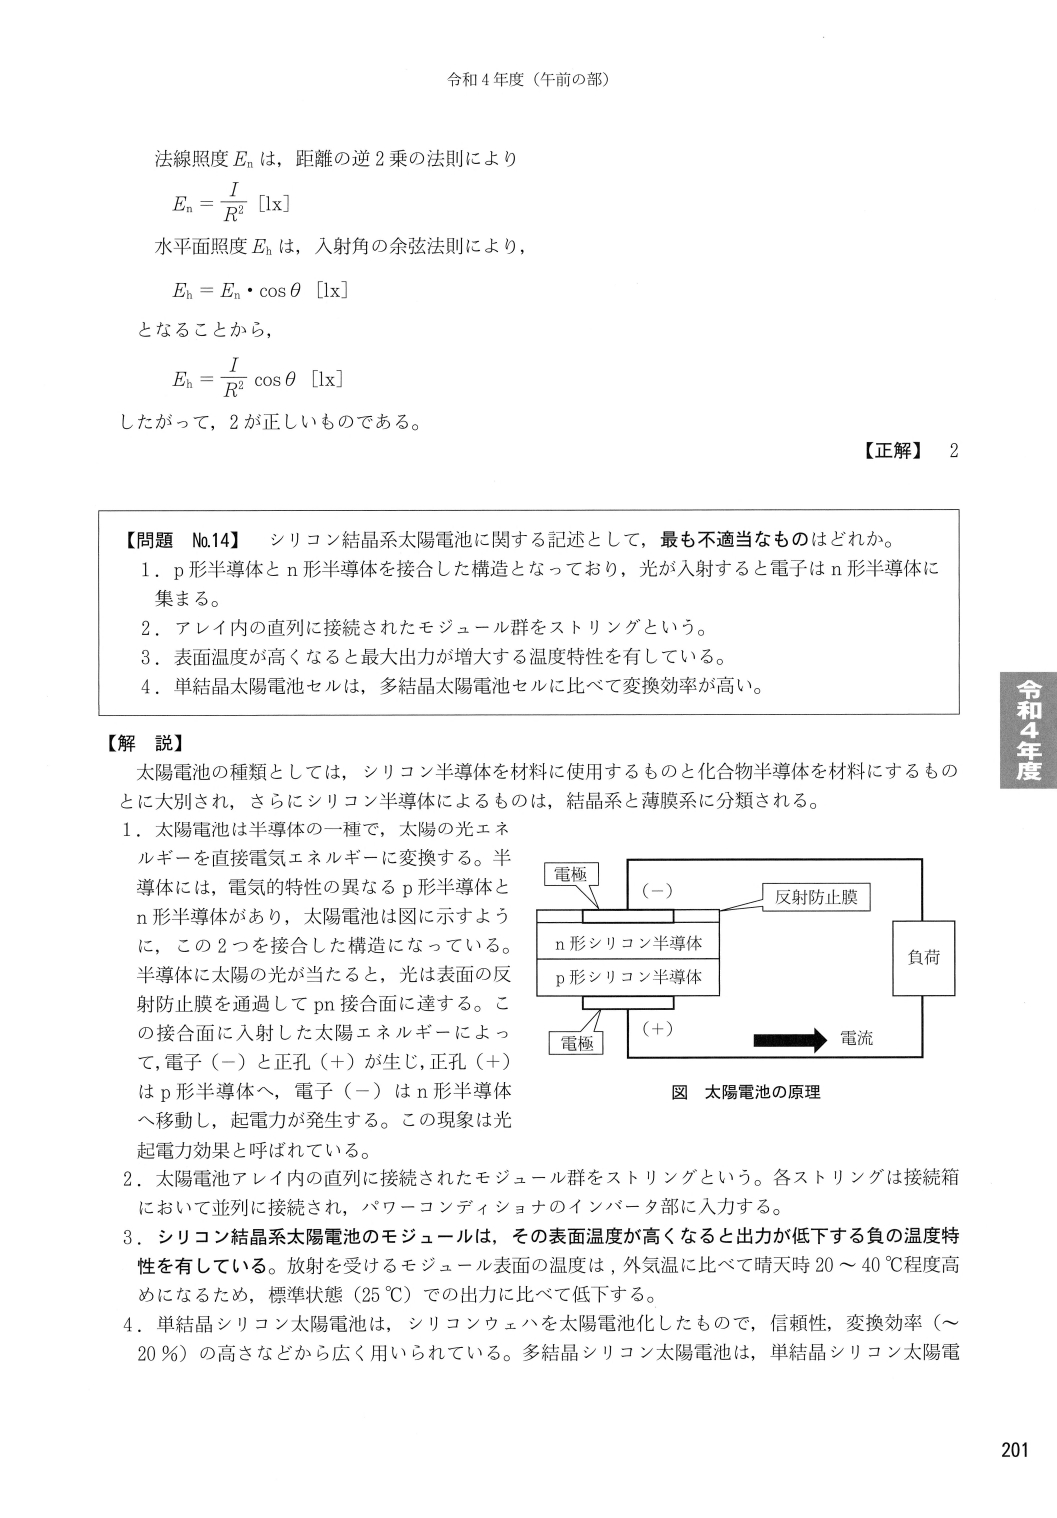 令和4年度（午前の部）
法線照度 En は，距離の逆2乗の法則により
En = I/R² ［lx］
水平面照度 Eh は，入射角の余弦法則により，
Eh = En・cosθ ［lx］
となることから，
Eh = I/R² cosθ ［lx］
したがって，2が正しいものである。
【正解】 2
【問題 №14】 シリコン結晶系太陽電池に関する記述として，最も不適当なものはどれか。
1．p形半導体とn形半導体を接合した構造となっており，光が入射すると電子はn形半導体に
集まる。
2．アレイ内の直列に接続されたモジュール群をストリングという。
3．表面温度が高くなると最大出力が増大する温度特性を有している。
4．単結晶太陽電池セルは，多結晶太陽電池セルに比べて変換効率が高い。
令和4年度
【解 説】
太陽電池の種類としては，シリコン半導体を材料に使用するものと化合物半導体を材料にするもの
とに大別され，さらにシリコン半導体によるものは，結晶系と薄膜系に分類される。
1．太陽電池は半導体の一種で，太陽の光エネ
ルギーを直接電気エネルギーに変換する。半
導体には，電気的特性の異なるp形半導体と
n形半導体があり，太陽電池は図に示すよう
に，この2つを接合した構造になっている。
半導体に太陽の光が当たると，光は表面の反
射防止膜を通過してpn接合面に達する。こ
の接合面に入射した太陽エネルギーによっ
て，電子（－）と正孔（＋）が生じ，正孔（＋）
はp形半導体へ，電子（－）はn形半導体
へ移動し，起電力が発生する。この現象は光
起電力効果と呼ばれている。
電極
（－）
反射防止膜
n形シリコン半導体
p形シリコン半導体
負荷
電極
（＋）
電流
図 太陽電池の原理
2．太陽電池アレイ内の直列に接続されたモジュール群をストリングという。各ストリングは接続箱
において並列に接続され，パワーコンディショナのインバータ部に入力する。
3．シリコン結晶系太陽電池のモジュールは，その表面温度が高くなると出力が低下する負の温度特
性を有している。放射を受けるモジュール表面の温度は，外気温に比べて晴天時20～40℃程度高
めになるため，標準状態（25℃）での出力に比べて低下する。
4．単結晶シリコン太陽電池は，シリコンウェハを太陽電池化したもので，信頼性，変換効率（～
20％）の高さなどから広く用いられている。多結晶シリコン太陽電池は，単結晶シリコン太陽電
201